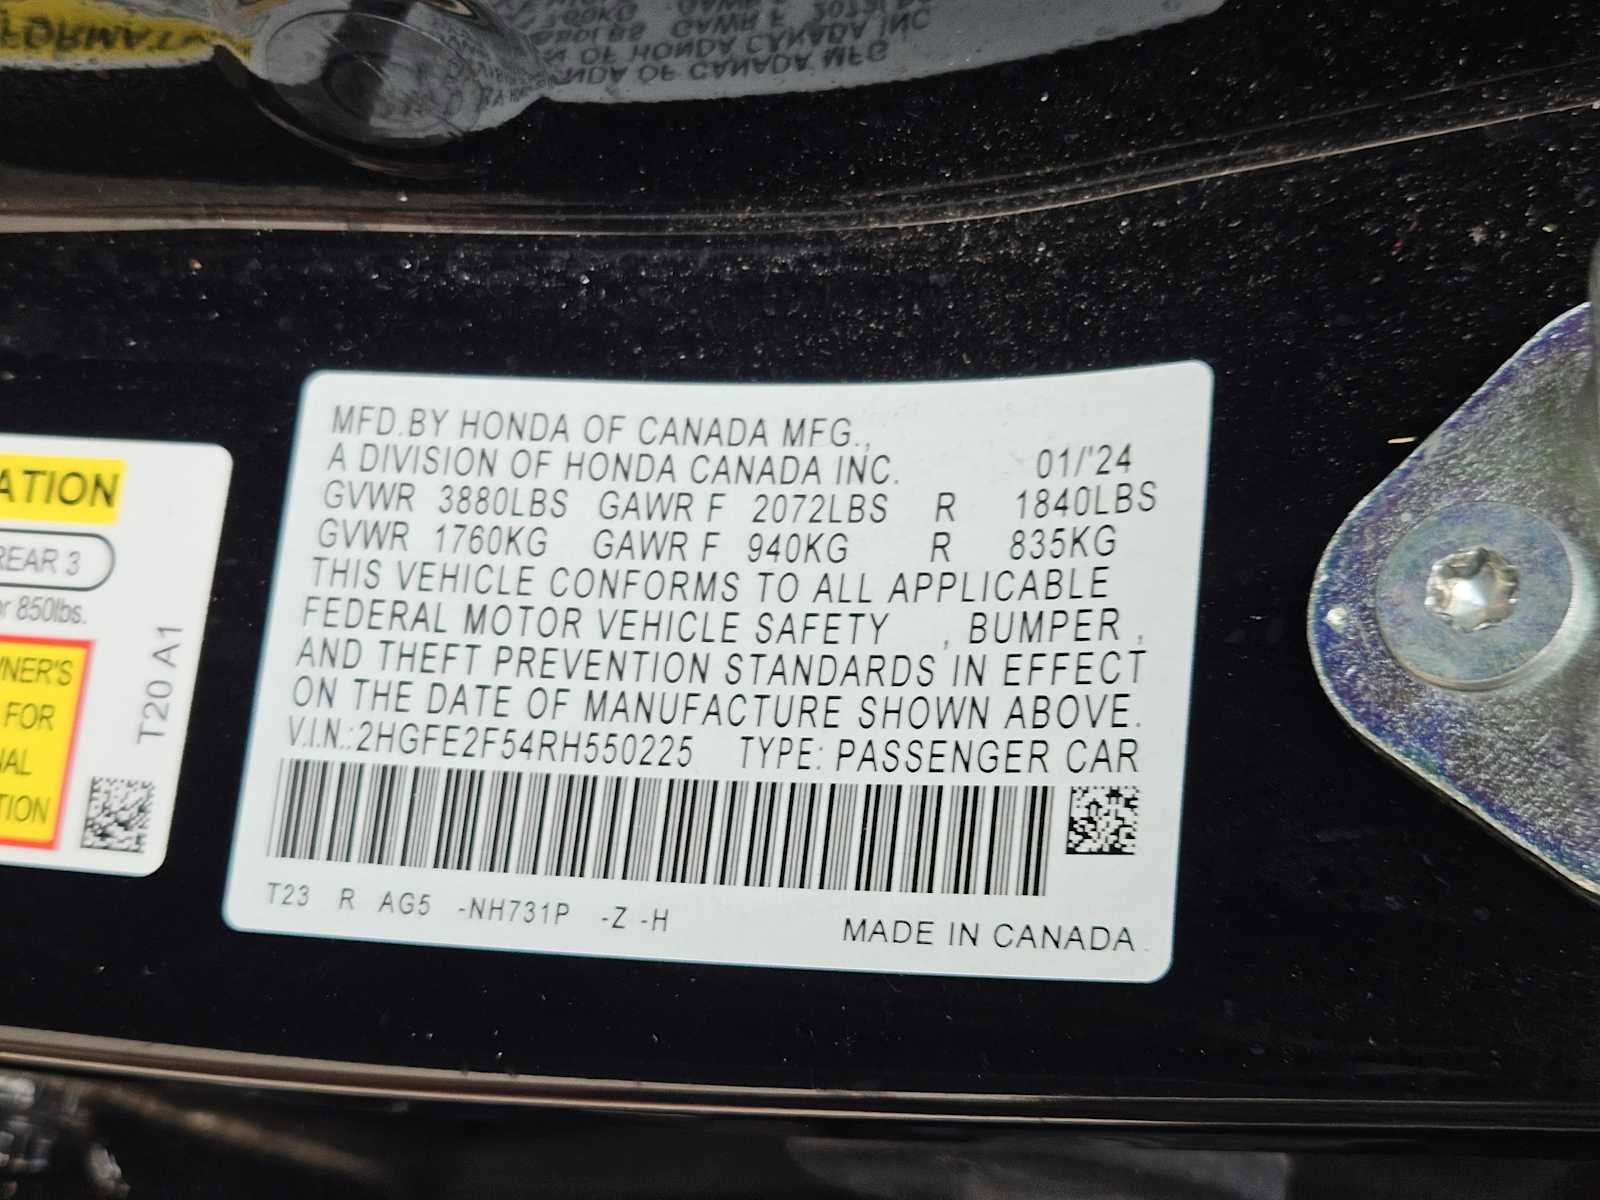 MFD.BY HONDA OF CANADA MFG.,
A DIVISION OF HONDA CANADA INC. 01/'24
GVWR 3880LBS GAWR F 2072LBS R 1840LBS
GVWR 1760KG GAWR F 940KG R 835KG
THIS VEHICLE CONFORMS TO ALL APPLICABLE
FEDERAL MOTOR VEHICLE SAFETY , BUMPER ,
AND THEFT PREVENTION STANDARDS IN EFFECT
ON THE DATE OF MANUFACTURE SHOWN ABOVE.
V.I.N.:2HGFE2F54RH550225 TYPE: PASSENGER CAR
T23 R AG5 -NH731P -Z -H
MADE IN CANADA
ATION
REAR 3
or 850lbs.
FOR
T20 A1